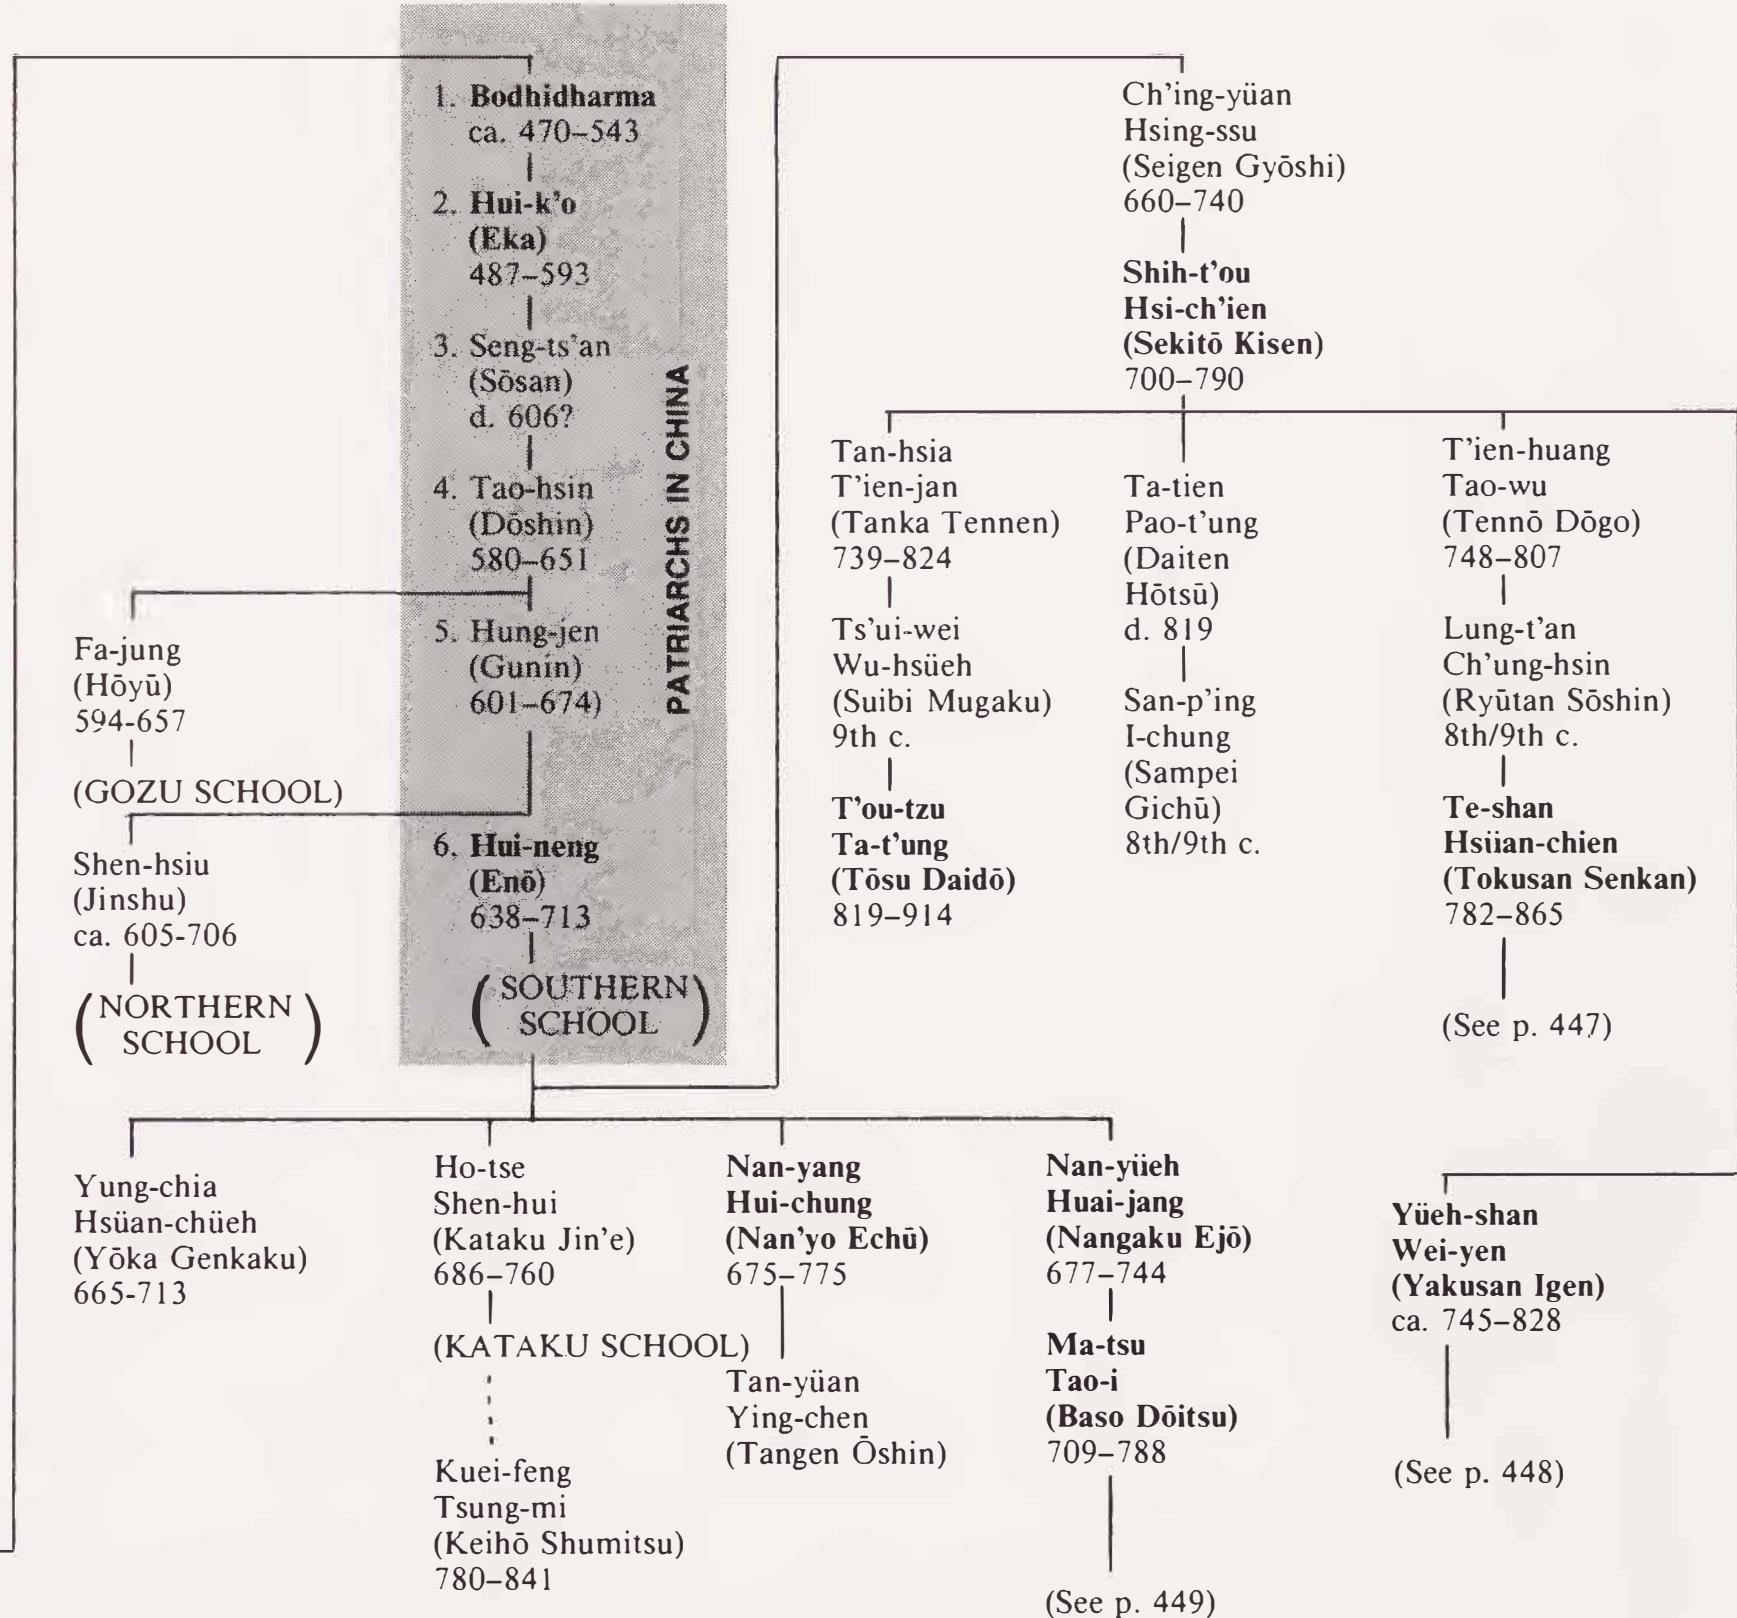 1. Bodhidharma
ca. 470–543
2. Hui-k’o
(Eka)
487–593
3. Seng-ts’an
(Sōsan)
d. 606?
4. Tao-hsin
(Dōshin)
580–651
5. Hung-jen
(Gunin)
601–674)
6. Hui-neng
(Enō)
638–713
(SOUTHERN
SCHOOL)
PATRIARCHS IN CHINA
Fa-jung
(Hōyū)
594-657
(GOZU SCHOOL)
Shen-hsiu
(Jinshu)
ca. 605-706
(NORTHERN
SCHOOL)
Ch’ing-yüan
Hsing-ssu
(Seigen Gyōshi)
660–740
Shih-t’ou
Hsi-ch’ien
(Sekitō Kisen)
700–790
Tan-hsia
T’ien-jan
(Tanka Tennen)
739–824
Ts’ui-wei
Wu-hsüeh
(Suibi Mugaku)
9th c.
T’ou-tzu
Ta-t’ung
(Tōsu Daidō)
819–914
Ta-tien
Pao-t’ung
(Daiten
Hōtsū)
d. 819
San-p’ing
I-chung
(Sampei
Gichū)
8th/9th c.
T’ien-huang
Tao-wu
(Tennō Dōgo)
748–807
Lung-t’an
Ch’ung-hsin
(Ryūtan Sōshin)
8th/9th c.
Te-shan
Hsüan-chien
(Tokusan Senkan)
782–865
(See p. 447)
Yung-chia
Hsüan-chüeh
(Yōka Genkaku)
665-713
Ho-tse
Shen-hui
(Kataku Jin’e)
686–760
(KATAKU SCHOOL)
Kuei-feng
Tsung-mi
(Keihō Shumitsu)
780–841
Nan-yang
Hui-chung
(Nan’yo Echū)
675–775
Tan-yüan
Ying-chen
(Tangen Ōshin)
Nan-yüeh
Huai-jang
(Nangaku Ejō)
677–744
Ma-tsu
Tao-i
(Baso Dōitsu)
709–788
(See p. 449)
Yüeh-shan
Wei-yen
(Yakusan Igen)
ca. 745–828
(See p. 448)